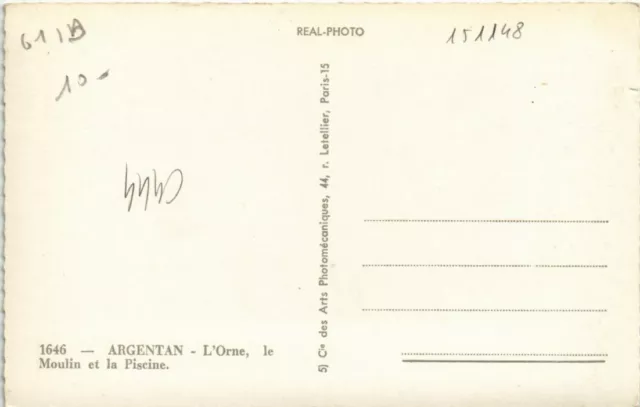 REAL-PHOTO
151148
10-
5) Cie des Arts Photomécaniques, 44, r. Letellier, Paris-15
1646 — ARGENTAN - L'Orne, le
Moulin et la Piscine.